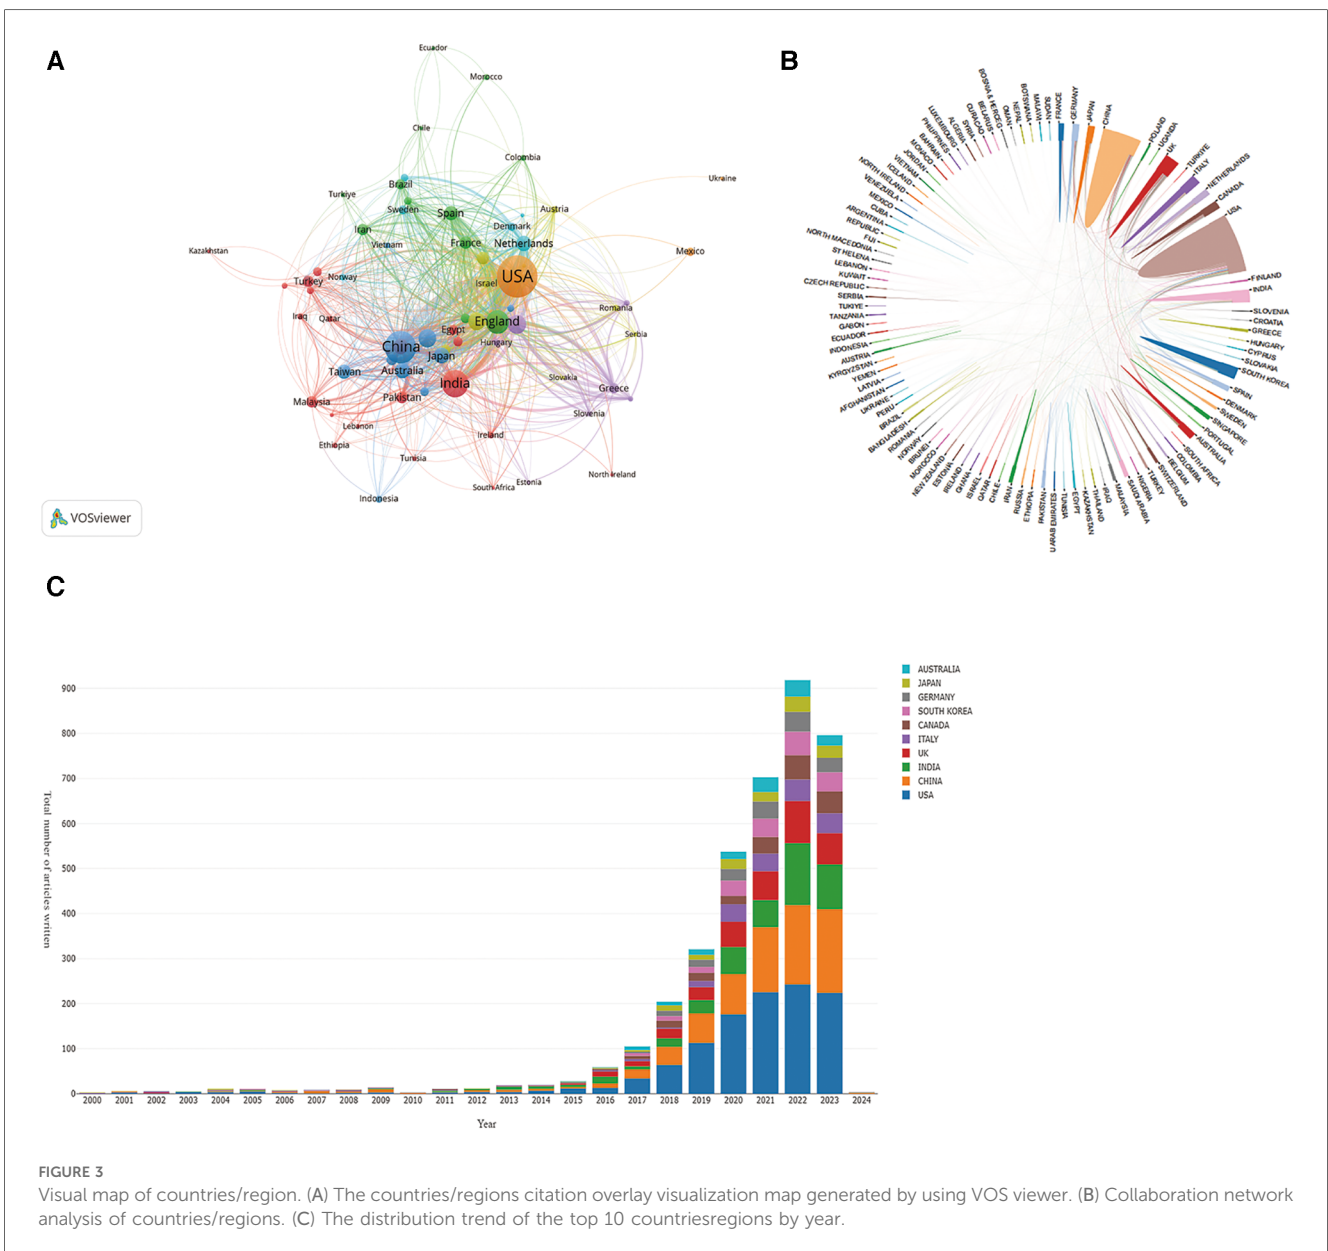 A
Ecuador
Morocco
Chile
Colombia
Ukraine
Brazil
Turkiye
Sweden
Spain
Austria
Denmark
Iran
Vietnam
France
Netherlands
Kazakhstan
Mexico
Turkey
Norway
Israel
USA
Romania
Iraq
Qatar
Egypt
England
Serbia
Hungary
China
Japan
Taiwan
Australia
India
Slovakia
Greece
Pakistan
Malaysia
Slovenia
Lebanon
Ireland
Ethiopia
Tunisia
North Ireland
South Africa
Estonia
Indonesia
VOSviewer
B
FRANCE
GERMANY
JAPAN
CHINA
POLAND
UGANDA
UK
TURKIYE
ITALY
NETHERLANDS
CANADA
USA
FINLAND
INDIA
SLOVENIA
CROATIA
GREECE
HUNGARY
CYPRUS
SLOVAKIA
SOUTH KOREA
SPAIN
DENMARK
SWEDEN
SINGAPORE
PORTUGAL
AUSTRALIA
SOUTH AFRICA
COLOMBIA
BELGIUM
SWITZERLAND
TURKEY
NIGERIA
SAUDI ARABIA
MALAYSIA
IRAQ
THAILAND
KAZAKHSTAN
EGYPT
TUNISIA
U ARAB EMIRATES
PAKISTAN
ETHIOPIA
RUSSIA
IRAN
CHILE
QATAR
ISRAEL
GHANA
IRELAND
ESTONIA
NEW ZEALAND
MOROCCO
BRUNEI
NORWAY
ROMANIA
BANGLADESH
BRAZIL
PERU
UKRAINE
AFGHANISTAN
LATVIA
YEMEN
KYRGYZSTAN
AUSTRIA
INDONESIA
ECUADOR
GABON
TANZANIA
TUKIYE
SERBIA
CZECH REPUBLIC
KUWAIT
LEBANON
ST HELENA
NORTH MACEDONIA
FIJI
REPUBLIC
ARGENTINA
CUBA
MEXICO
VENEZUELA
NORTH IRELAND
ICELAND
VIETNAM
JORDAN
MONACO
BAHRAIN
PHILIPPINES
LUXEMBOURG
ALGERIA
SYRIA
CURACAO
BELARUS
BOSNIA & HERCEG
OMAN
NEPAL
BOTSWANA
MALAWI
SUDAN
C
Total number of articles written
900
800
700
600
500
400
300
200
100
0
2000 2001 2002 2003 2004 2005 2006 2007 2008 2009 2010 2011 2012 2013 2014 2015 2016 2017 2018 2019 2020 2021 2022 2023 2024
Year
AUSTRALIA
JAPAN
GERMANY
SOUTH KOREA
CANADA
ITALY
UK
INDIA
CHINA
USA
FIGURE 3
Visual map of countries/region. (A) The countries/regions citation overlay visualization map generated by using VOS viewer. (B) Collaboration network
analysis of countries/regions. (C) The distribution trend of the top 10 countriesregions by year.